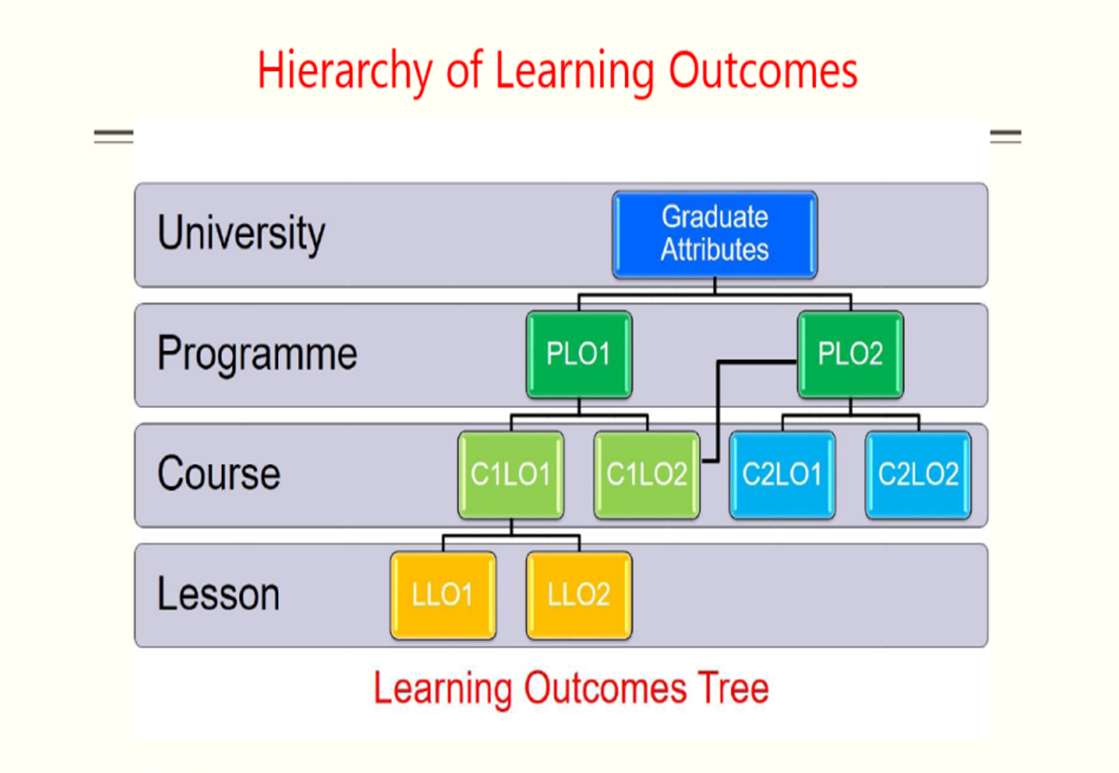 Hierarchy of Learning Outcomes
University
Graduate
Attributes
Programme
PLO1
PLO2
Course
C1LO1
C1LO2
C2LO1
C2LO2
Lesson
LLO1
LLO2
Learning Outcomes Tree